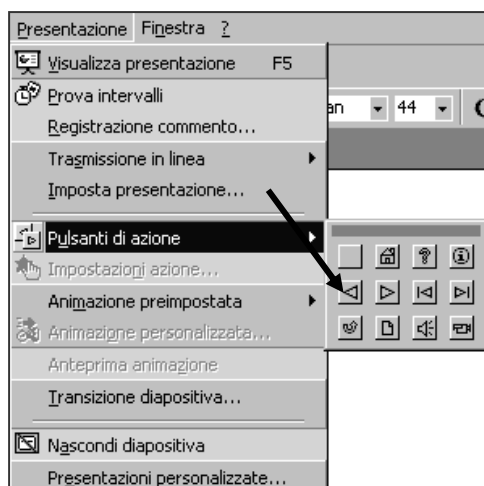 Presentazione Finestra ?
Visualizza presentazione F5
Prova intervalli
an 44
Registrazione commento...
Trasmissione in linea
Imposta presentazione...
Pulsanti di azione
Impostazioni azione...
Animazione preimpostata
Animazione personalizzata...
Anteprima animazione
Transizione diapositiva...
Nascondi diapositiva
Presentazioni personalizzate...